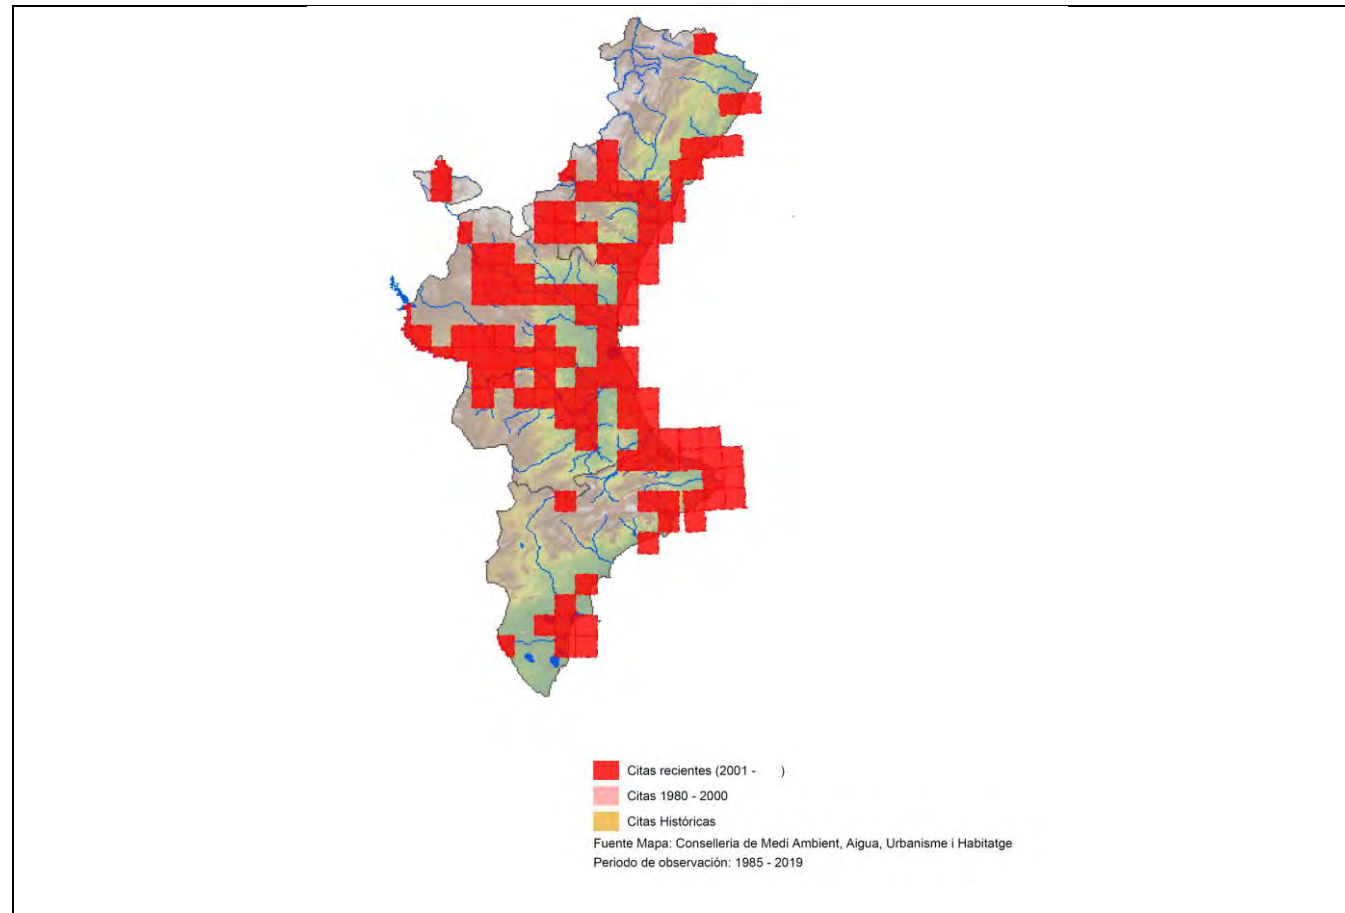 Citas recientes (2001 -       )
Citas 1980 - 2000
Citas Históricas
Fuente Mapa: Conselleria de Medi Ambient, Aigua, Urbanisme i Habitatge
Periodo de observación: 1985 - 2019